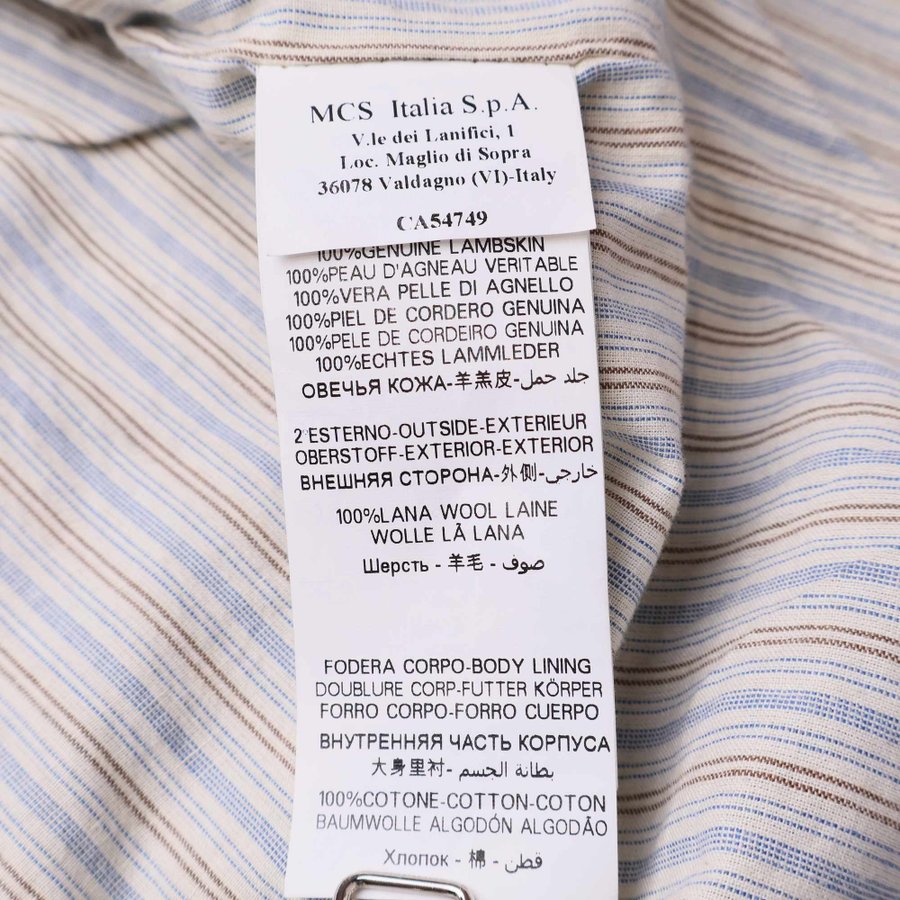 MCS Italia S.p.A.
V.le dei Lanifici, 1
Loc. Maglio di Sopra
36078 Valdagno (VI)-Italy
CA54749
100%GENUINE LAMBSKIN
100%PEAU D'AGNEAU VERITABLE
100%VERA PELLE DI AGNELLO
100%PIEL DE CORDERO GENUINA
100%PELE DE CORDEIRO GENUINA
100%ECHTES LAMMLEDER
ОВЕЧЬЯ КОЖА-羊羔皮-جلد حمل
2 ESTERNO-OUTSIDE-EXTERIEUR
OBERSTOFF-EXTERIOR-EXTERIOR
ВНЕШНЯЯ СТОРОНА-外侧-خارجي
100%LANA WOOL LAINE
WOLLE LÃ LANA
Шерсть - 羊毛 - صوف
FODERA CORPO-BODY LINING
DOUBLURE CORP-FUTTER KÖRPER
FORRO CORPO-FORRO CUERPO
ВНУТРЕННЯЯ ЧАСТЬ КОРПУСА
大身里衬- بطانة الجسم
100%COTONE-COTTON-COTON
BAUMWOLLE ALGODÓN ALGODÃO
Хлопок - 棉 - قطن